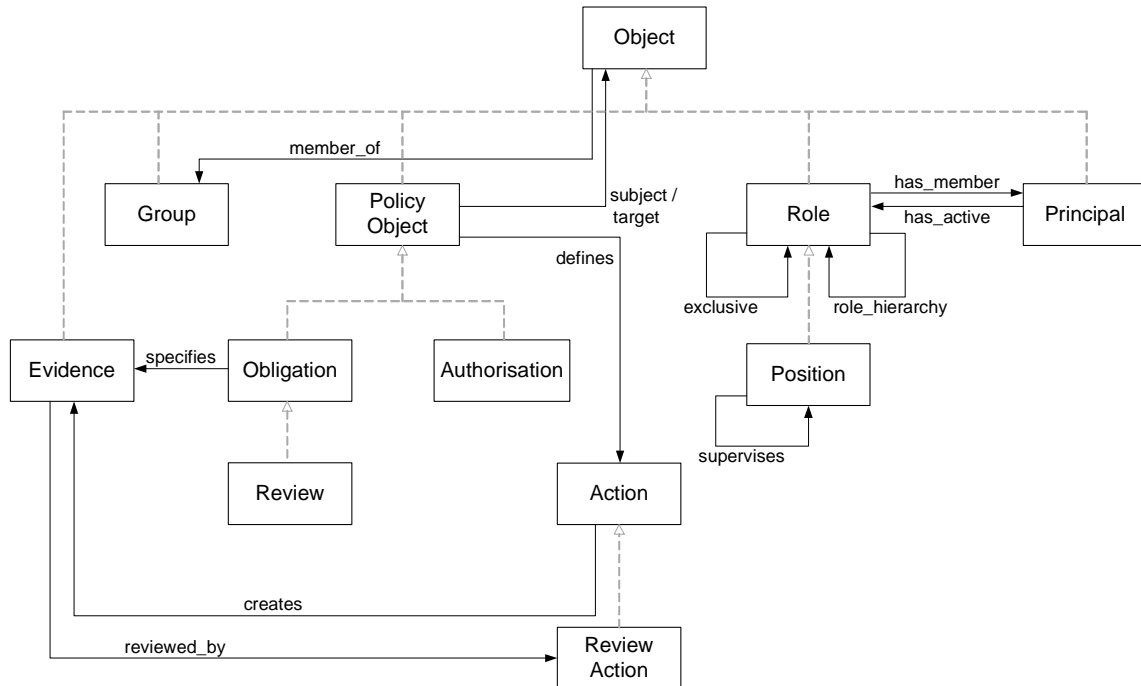 Object
member_of
subject /
target
Group
Policy
Object
Role
has_member
has_active
Principal
defines
exclusive
role_hierarchy
Evidence
specifies
Obligation
Authorisation
Position
supervises
Review
Action
creates
reviewed_by
Review
Action